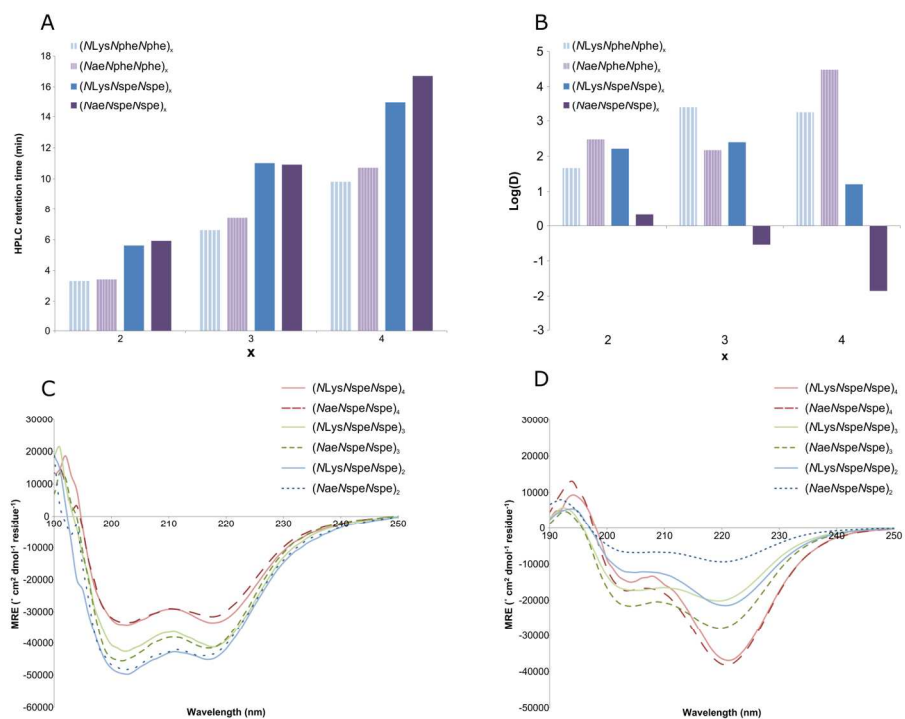 A
(NLysNpheNphe)x
(NaeNpheNphe)x
(NLysNspeNspe)x
(NaeNspeNspe)x
HPLC retention time (min)
18
16
14
12
10
8
6
4
2
0
2
3
4
x
B
(NLysNpheNphe)x
(NaeNpheNphe)x
(NLysNspeNspe)x
(NaeNspeNspe)x
Log(D)
5
4
3
2
1
0
-1
-2
-3
2
3
4
x
C
(NLysNspeNspe)4
(NaeNspeNspe)4
(NLysNspeNspe)3
(NaeNspeNspe)3
(NLysNspeNspe)2
(NaeNspeNspe)2
MRE (° cm² dmol⁻¹ residue⁻¹)
30000
20000
10000
0
-10000
-20000
-30000
-40000
-50000
-60000
190
200
210
220
230
240
250
Wavelength (nm)
D
(NLysNspeNspe)4
(NaeNspeNspe)4
(NLysNspeNspe)3
(NaeNspeNspe)3
(NLysNspeNspe)2
(NaeNspeNspe)2
MRE (° cm² dmol⁻¹ residue⁻¹)
30000
20000
10000
0
-10000
-20000
-30000
-40000
-50000
190
200
210
220
230
240
250
Wavelength (nm)